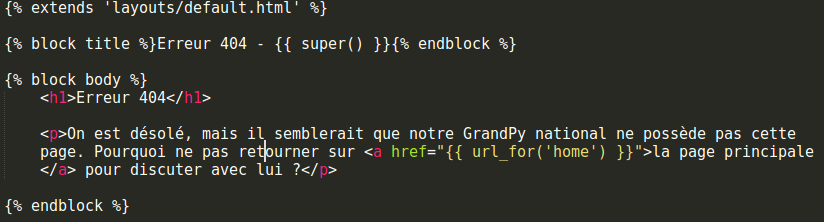 {% extends 'layouts/default.html' %}
{% block title %}Erreur 404 - {{ super() }}{% endblock %}
{% block body %}
<h1>Erreur 404</h1>
<p>On est désolé, mais il semblerait que notre GrandPy national ne possède pas cette
page. Pourquoi ne pas retourner sur <a href="{{ url_for('home') }}">la page principale
</a> pour discuter avec lui ?</p>
{% endblock %}